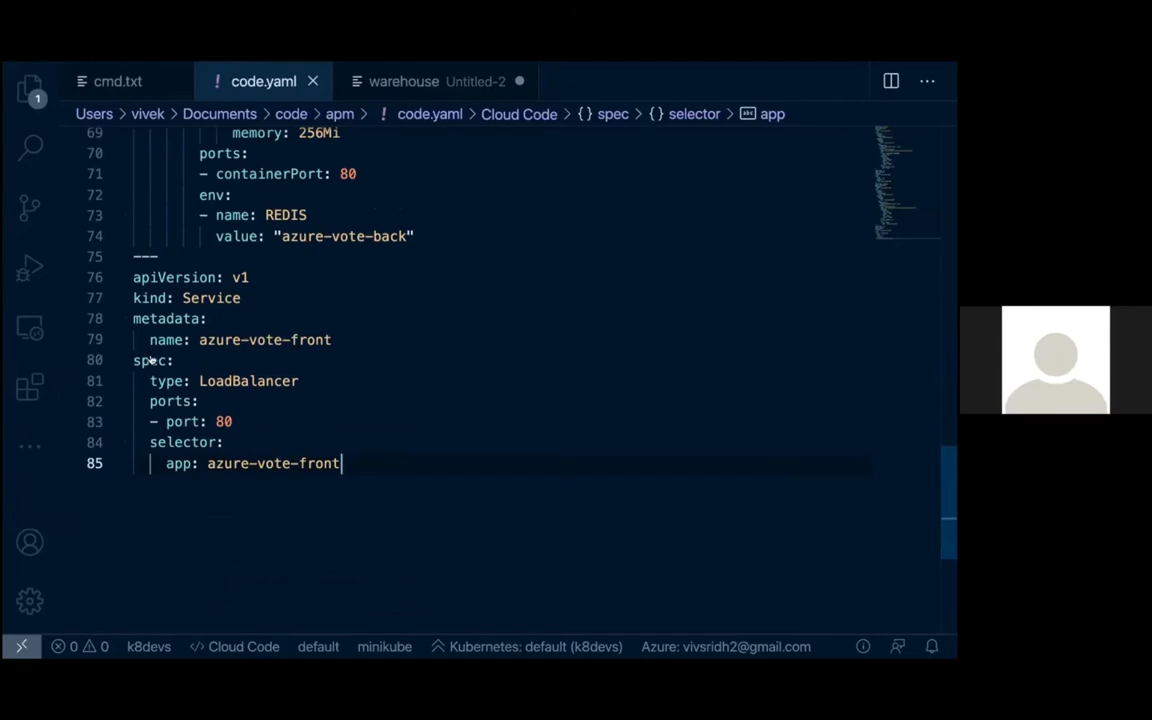 cmd.txt ! code.yaml × warehouse Untitled-2
1
Users > vivek > Documents > code > apm > ! code.yaml > Cloud Code > {} spec > {} selector > abc app
69 memory: 256Mi
70 ports:
71 - containerPort: 80
72 env:
73 - name: REDIS
74 value: "azure-vote-back"
75 ---
76 apiVersion: v1
77 kind: Service
78 metadata:
79 name: azure-vote-front
80 spec:
81 type: LoadBalancer
82 ports:
83 - port: 80
84 selector:
85 app: azure-vote-front
0 0 k8devs </> Cloud Code default minikube Kubernetes: default (k8devs) Azure: vivsridh2@gmail.com